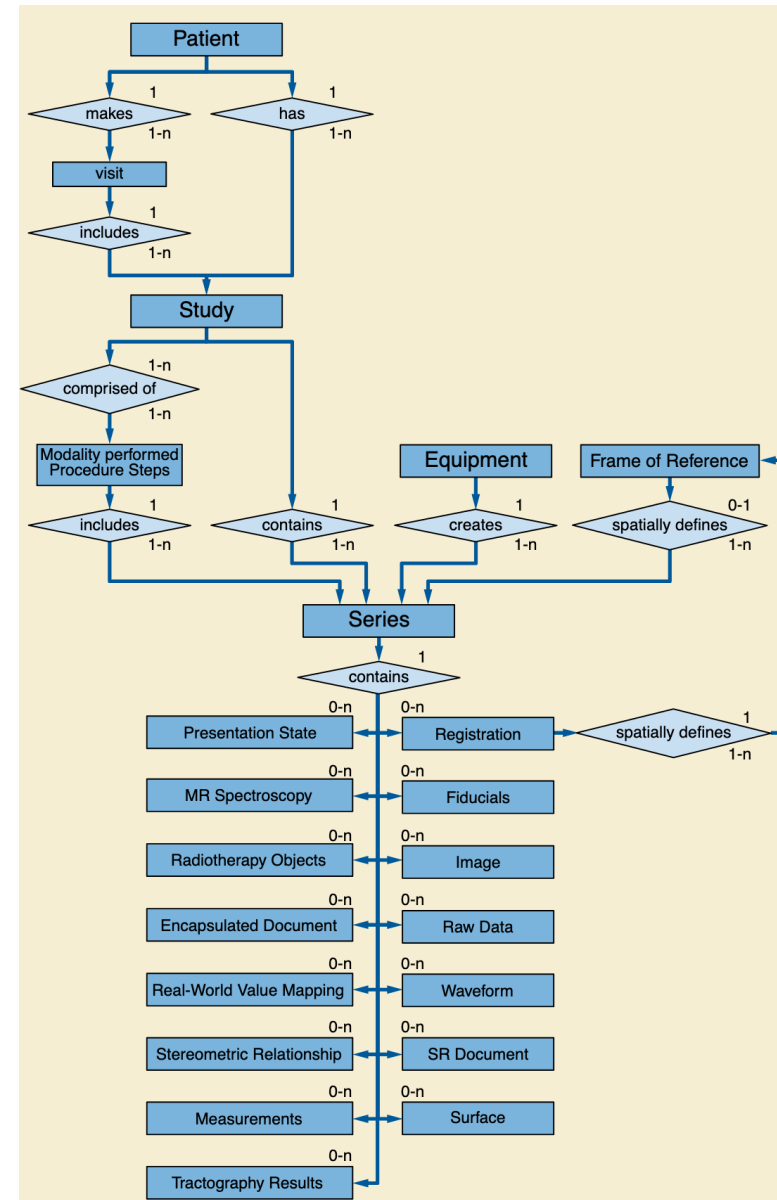 Patient
1
1
makes
has
1-n
1-n
visit
1
includes
1-n
Study
1-n
comprised of
1-n
Modality performed
Procedure Steps
Equipment
Frame of Reference
1
1
1
0-1
includes
contains
creates
spatially defines
1-n
1-n
1-n
1-n
Series
1
contains
0-n
0-n
Presentation State
Registration
1
spatially defines
1-n
0-n
0-n
MR Spectroscopy
Fiducials
0-n
0-n
Radiotherapy Objects
Image
0-n
0-n
Encapsulated Document
Raw Data
0-n
0-n
Real-World Value Mapping
Waveform
0-n
0-n
Stereometric Relationship
SR Document
0-n
0-n
Measurements
Surface
0-n
Tractography Results